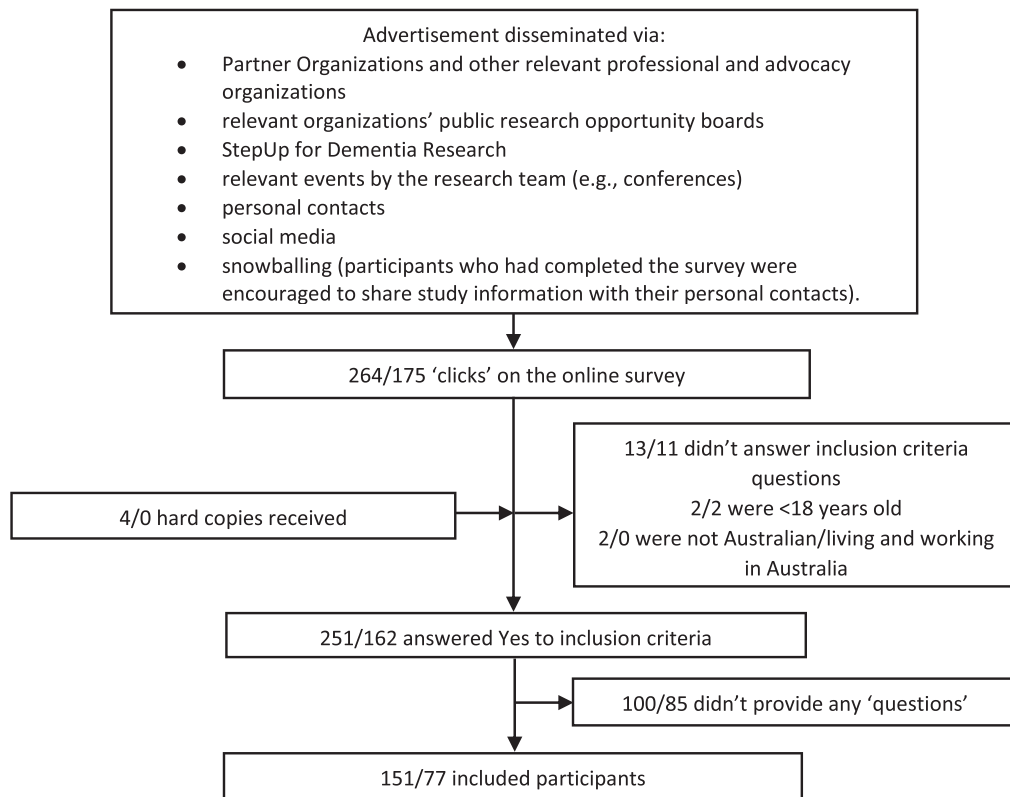 Advertisement disseminated via:
• Partner Organizations and other relevant professional and advocacy
organizations
• relevant organizations’ public research opportunity boards
• StepUp for Dementia Research
• relevant events by the research team (e.g., conferences)
• personal contacts
• social media
• snowballing (participants who had completed the survey were
encouraged to share study information with their personal contacts).
264/175 ‘clicks’ on the online survey
13/11 didn’t answer inclusion criteria
questions
2/2 were <18 years old
2/0 were not Australian/living and working
in Australia
4/0 hard copies received
251/162 answered Yes to inclusion criteria
100/85 didn’t provide any ‘questions’
151/77 included participants